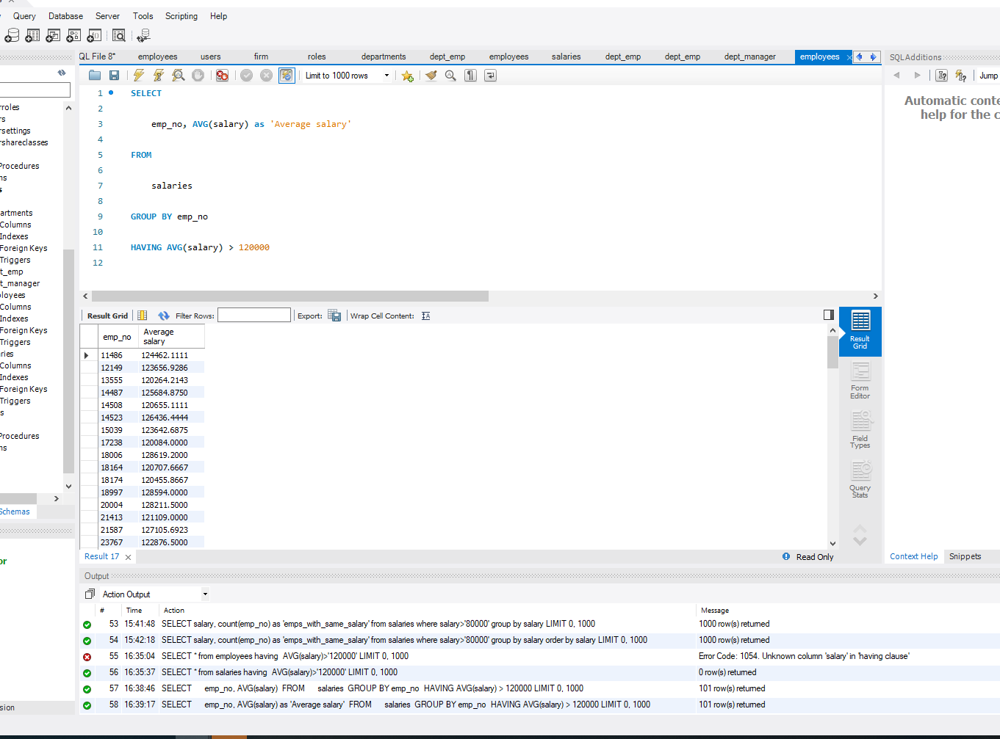 Query Database Server Tools Scripting Help
QL File 8* employees users firm roles departments dept_emp employees salaries dept_emp dept_emp dept_manager employees
SQLAdditions
Limit to 1000 rows
Jump
1 SELECT
2
3 emp_no, AVG(salary) as 'Average salary'
4
5 FROM
6
7 salaries
8
9 GROUP BY emp_no
10
11 HAVING AVG(salary) > 120000
12
Automatic conte
help for the c
rroles
rs
rsettings
rshareclasses
Procedures
ns
s
artments
Columns
Indexes
Foreign Keys
Triggers
t_emp
t_manager
loyees
Columns
Indexes
Foreign Keys
Triggers
ries
Columns
Indexes
Foreign Keys
Triggers
s
Procedures
ns
Schemas
or
sion
Result Grid Filter Rows: Export: Wrap Cell Content:
emp_no Average salary
11486 124462.1111
12149 123656.9286
13555 120264.2143
14487 125684.8750
14508 120655.1111
14523 126436.4444
15039 123642.6875
17238 120084.0000
18006 128619.2000
18164 120707.6667
18174 120455.8667
18997 128594.0000
20004 128211.5000
21413 121109.0000
21587 127105.6923
23767 122876.5000
Result Grid
Form Editor
Field Types
Query Stats
Result 17
Read Only
Context Help Snippets
Output
Action Output
# Time Action Message
53 15:41:48 SELECT salary, count(emp_no) as 'emps_with_same_salary' from salaries where salary>'80000' group by salary LIMIT 0, 1000 1000 row(s) returned
54 15:42:18 SELECT salary, count(emp_no) as 'emps_with_same_salary' from salaries where salary>'80000' group by salary order by salary LIMIT 0, 1000 1000 row(s) returned
55 16:35:04 SELECT * from employees having AVG(salary)>'120000' LIMIT 0, 1000 Error Code: 1054. Unknown column 'salary' in 'having clause'
56 16:35:37 SELECT * from salaries having AVG(salary)>'120000' LIMIT 0, 1000 0 row(s) returned
57 16:38:46 SELECT emp_no, AVG(salary) FROM salaries GROUP BY emp_no HAVING AVG(salary) > 120000 LIMIT 0, 1000 101 row(s) returned
58 16:39:17 SELECT emp_no, AVG(salary) as 'Average salary' FROM salaries GROUP BY emp_no HAVING AVG(salary) > 120000 LIMIT 0, 1000 101 row(s) returned